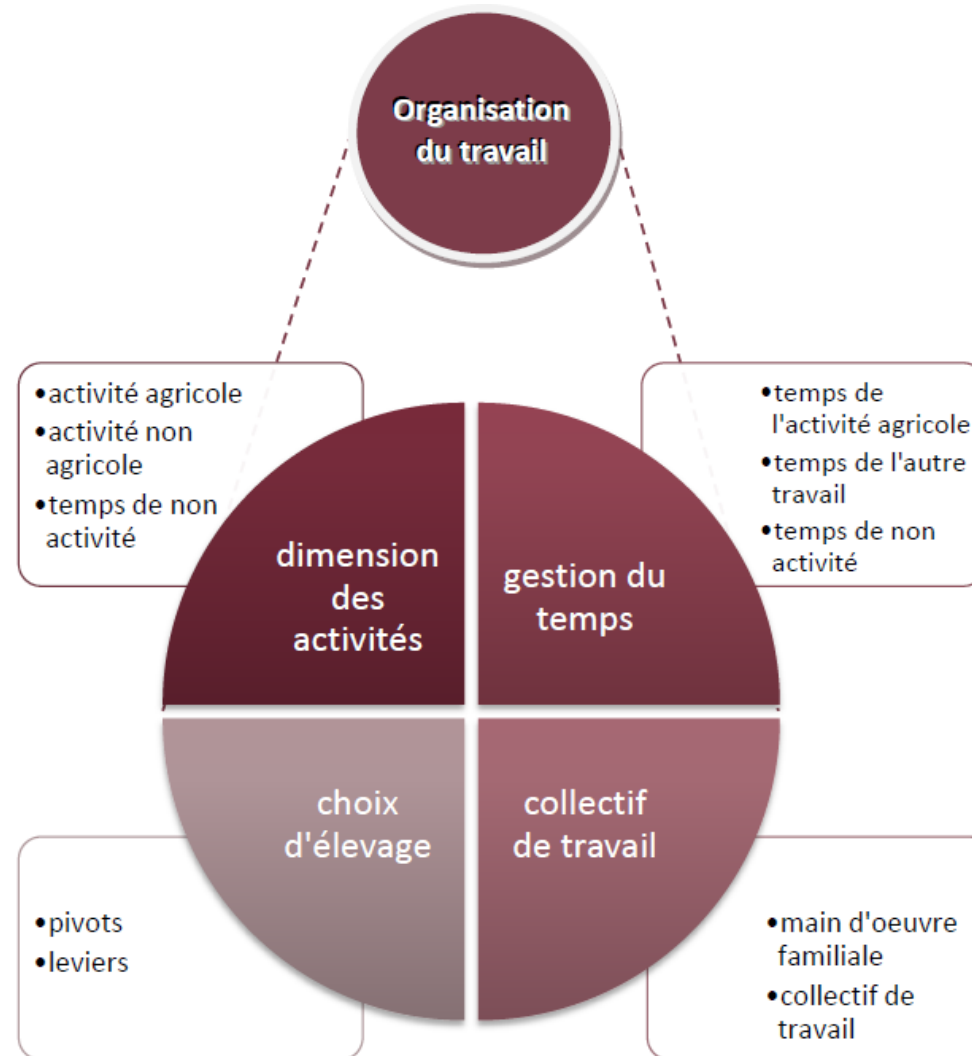 Organisation
du travail
•activité agricole
•activité non
agricole
•temps de non
activité
•temps de
l'activité agricole
•temps de l'autre
travail
•temps de non
activité
dimension
des
activités
gestion du
temps
choix
d'élevage
collectif
de travail
•pivots
•leviers
•main d'oeuvre
familiale
•collectif de
travail